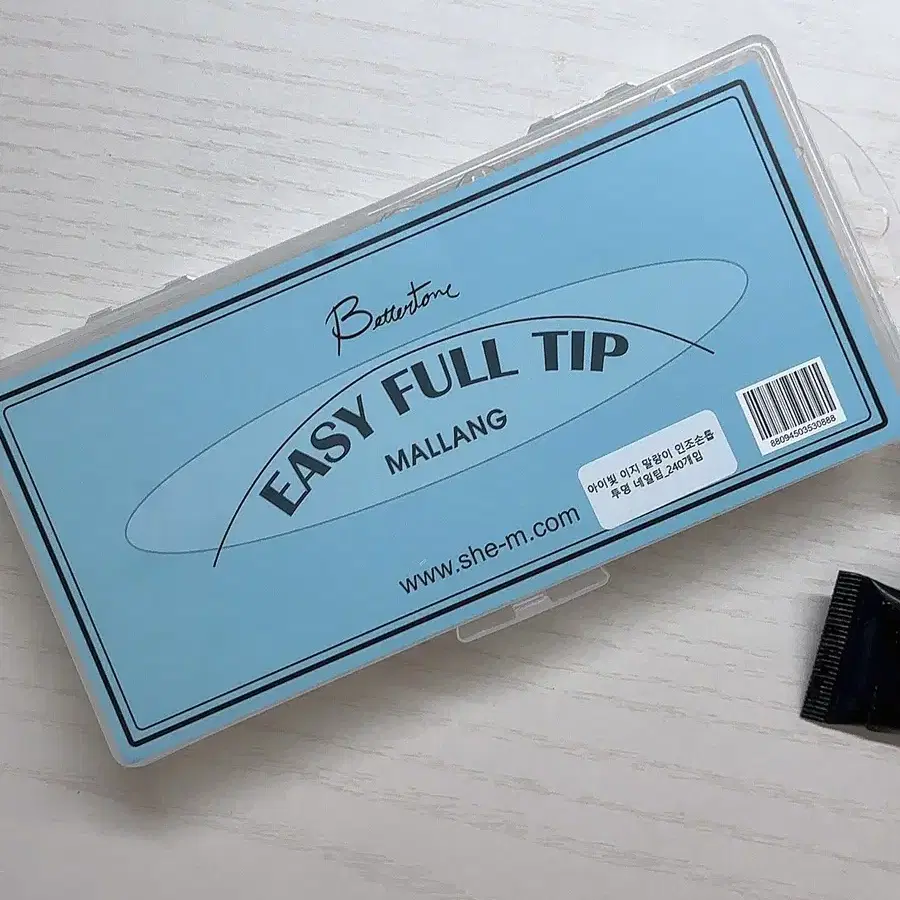 Bettertone
EASY FULL TIP
MALLANG
www.she-m.com
아이빛 이지 말랑이 인조손톱
투명 네일팁_240개입
88094503530888